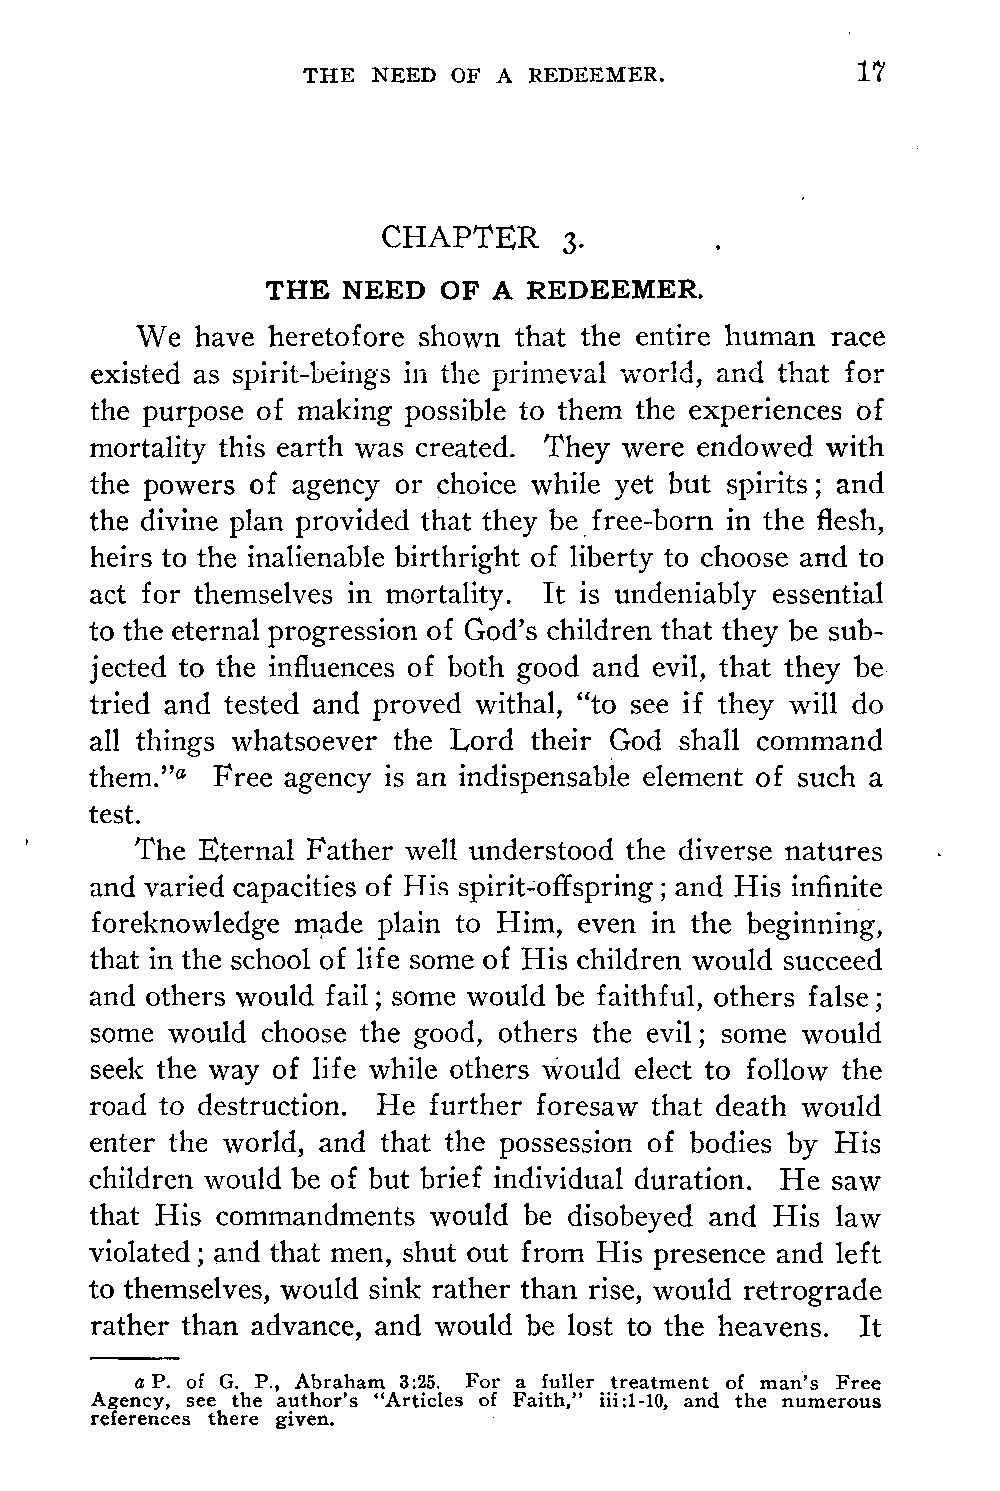 THE NEED OF A REDEEMER. 17
CHAPTER 3.
THE NEED OF A REDEEMER.
We have heretofore shown that the entire human race
existed as spirit-beings in the primeval world, and that for
the purpose of making possible to them the experiences of
mortality this earth was created. They were endowed with
the powers of agency or choice while yet but spirits; and
the divine plan provided that they be free-born in the flesh,
heirs to the inalienable birthright of liberty to choose and to
act for themselves in mortality. It is undeniably essential
to the eternal progression of God's children that they be sub-
jected to the influences of both good and evil, that they be
tried and tested and proved withal, “to see if they will do
all things whatsoever the Lord their God shall command
them.”a Free agency is an indispensable element of such a
test.
The Eternal Father well understood the diverse natures
and varied capacities of His spirit-offspring; and His infinite
foreknowledge made plain to Him, even in the beginning,
that in the school of life some of His children would succeed
and others would fail; some would be faithful, others false;
some would choose the good, others the evil; some would
seek the way of life while others would elect to follow the
road to destruction. He further foresaw that death would
enter the world, and that the possession of bodies by His
children would be of but brief individual duration. He saw
that His commandments would be disobeyed and His law
violated; and that men, shut out from His presence and left
to themselves, would sink rather than rise, would retrograde
rather than advance, and would be lost to the heavens. It
a P. of G. P., Abraham 3:25. For a fuller treatment of man's Free
Agency, see the author's “Articles of Faith,” iii:1-10, and the numerous
references there given.